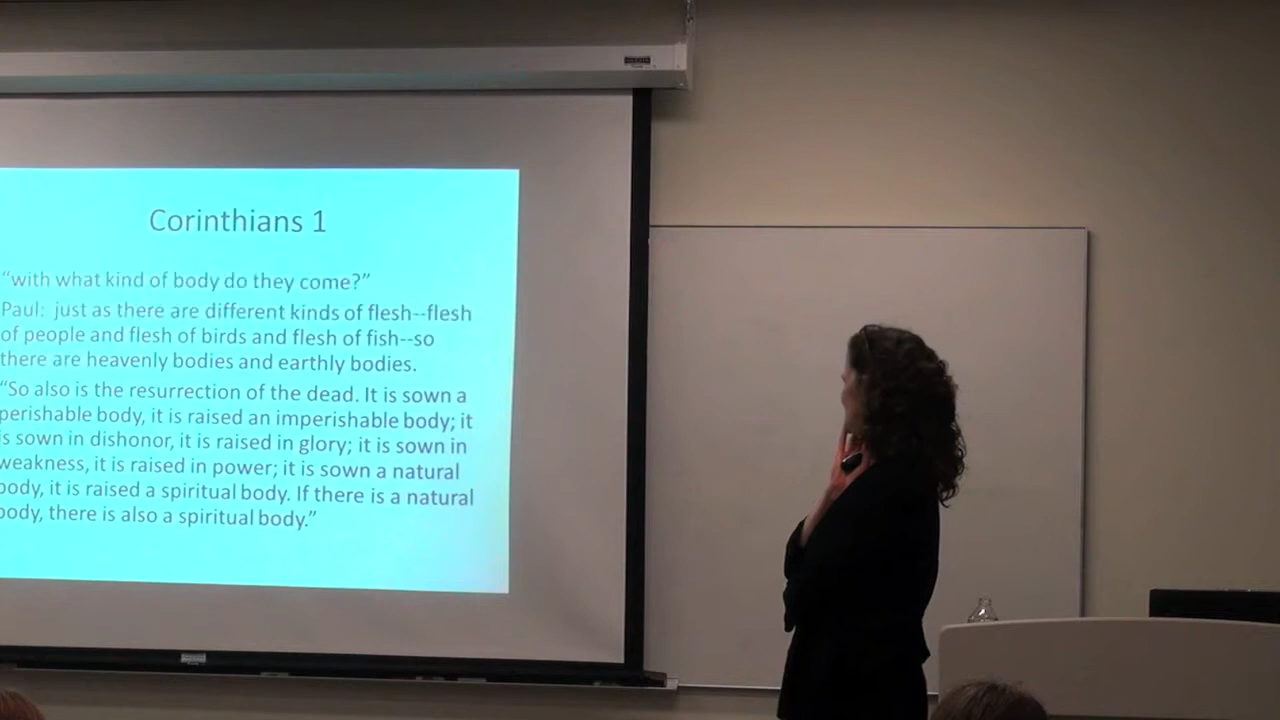 Corinthians 1
“with what kind of body do they come?”
Paul: just as there are different kinds of flesh--flesh
of people and flesh of birds and flesh of fish--so
there are heavenly bodies and earthly bodies.
“So also is the resurrection of the dead. It is sown a
perishable body, it is raised an imperishable body; it
is sown in dishonor, it is raised in glory; it is sown in
weakness, it is raised in power; it is sown a natural
body, it is raised a spiritual body. If there is a natural
body, there is also a spiritual body.”